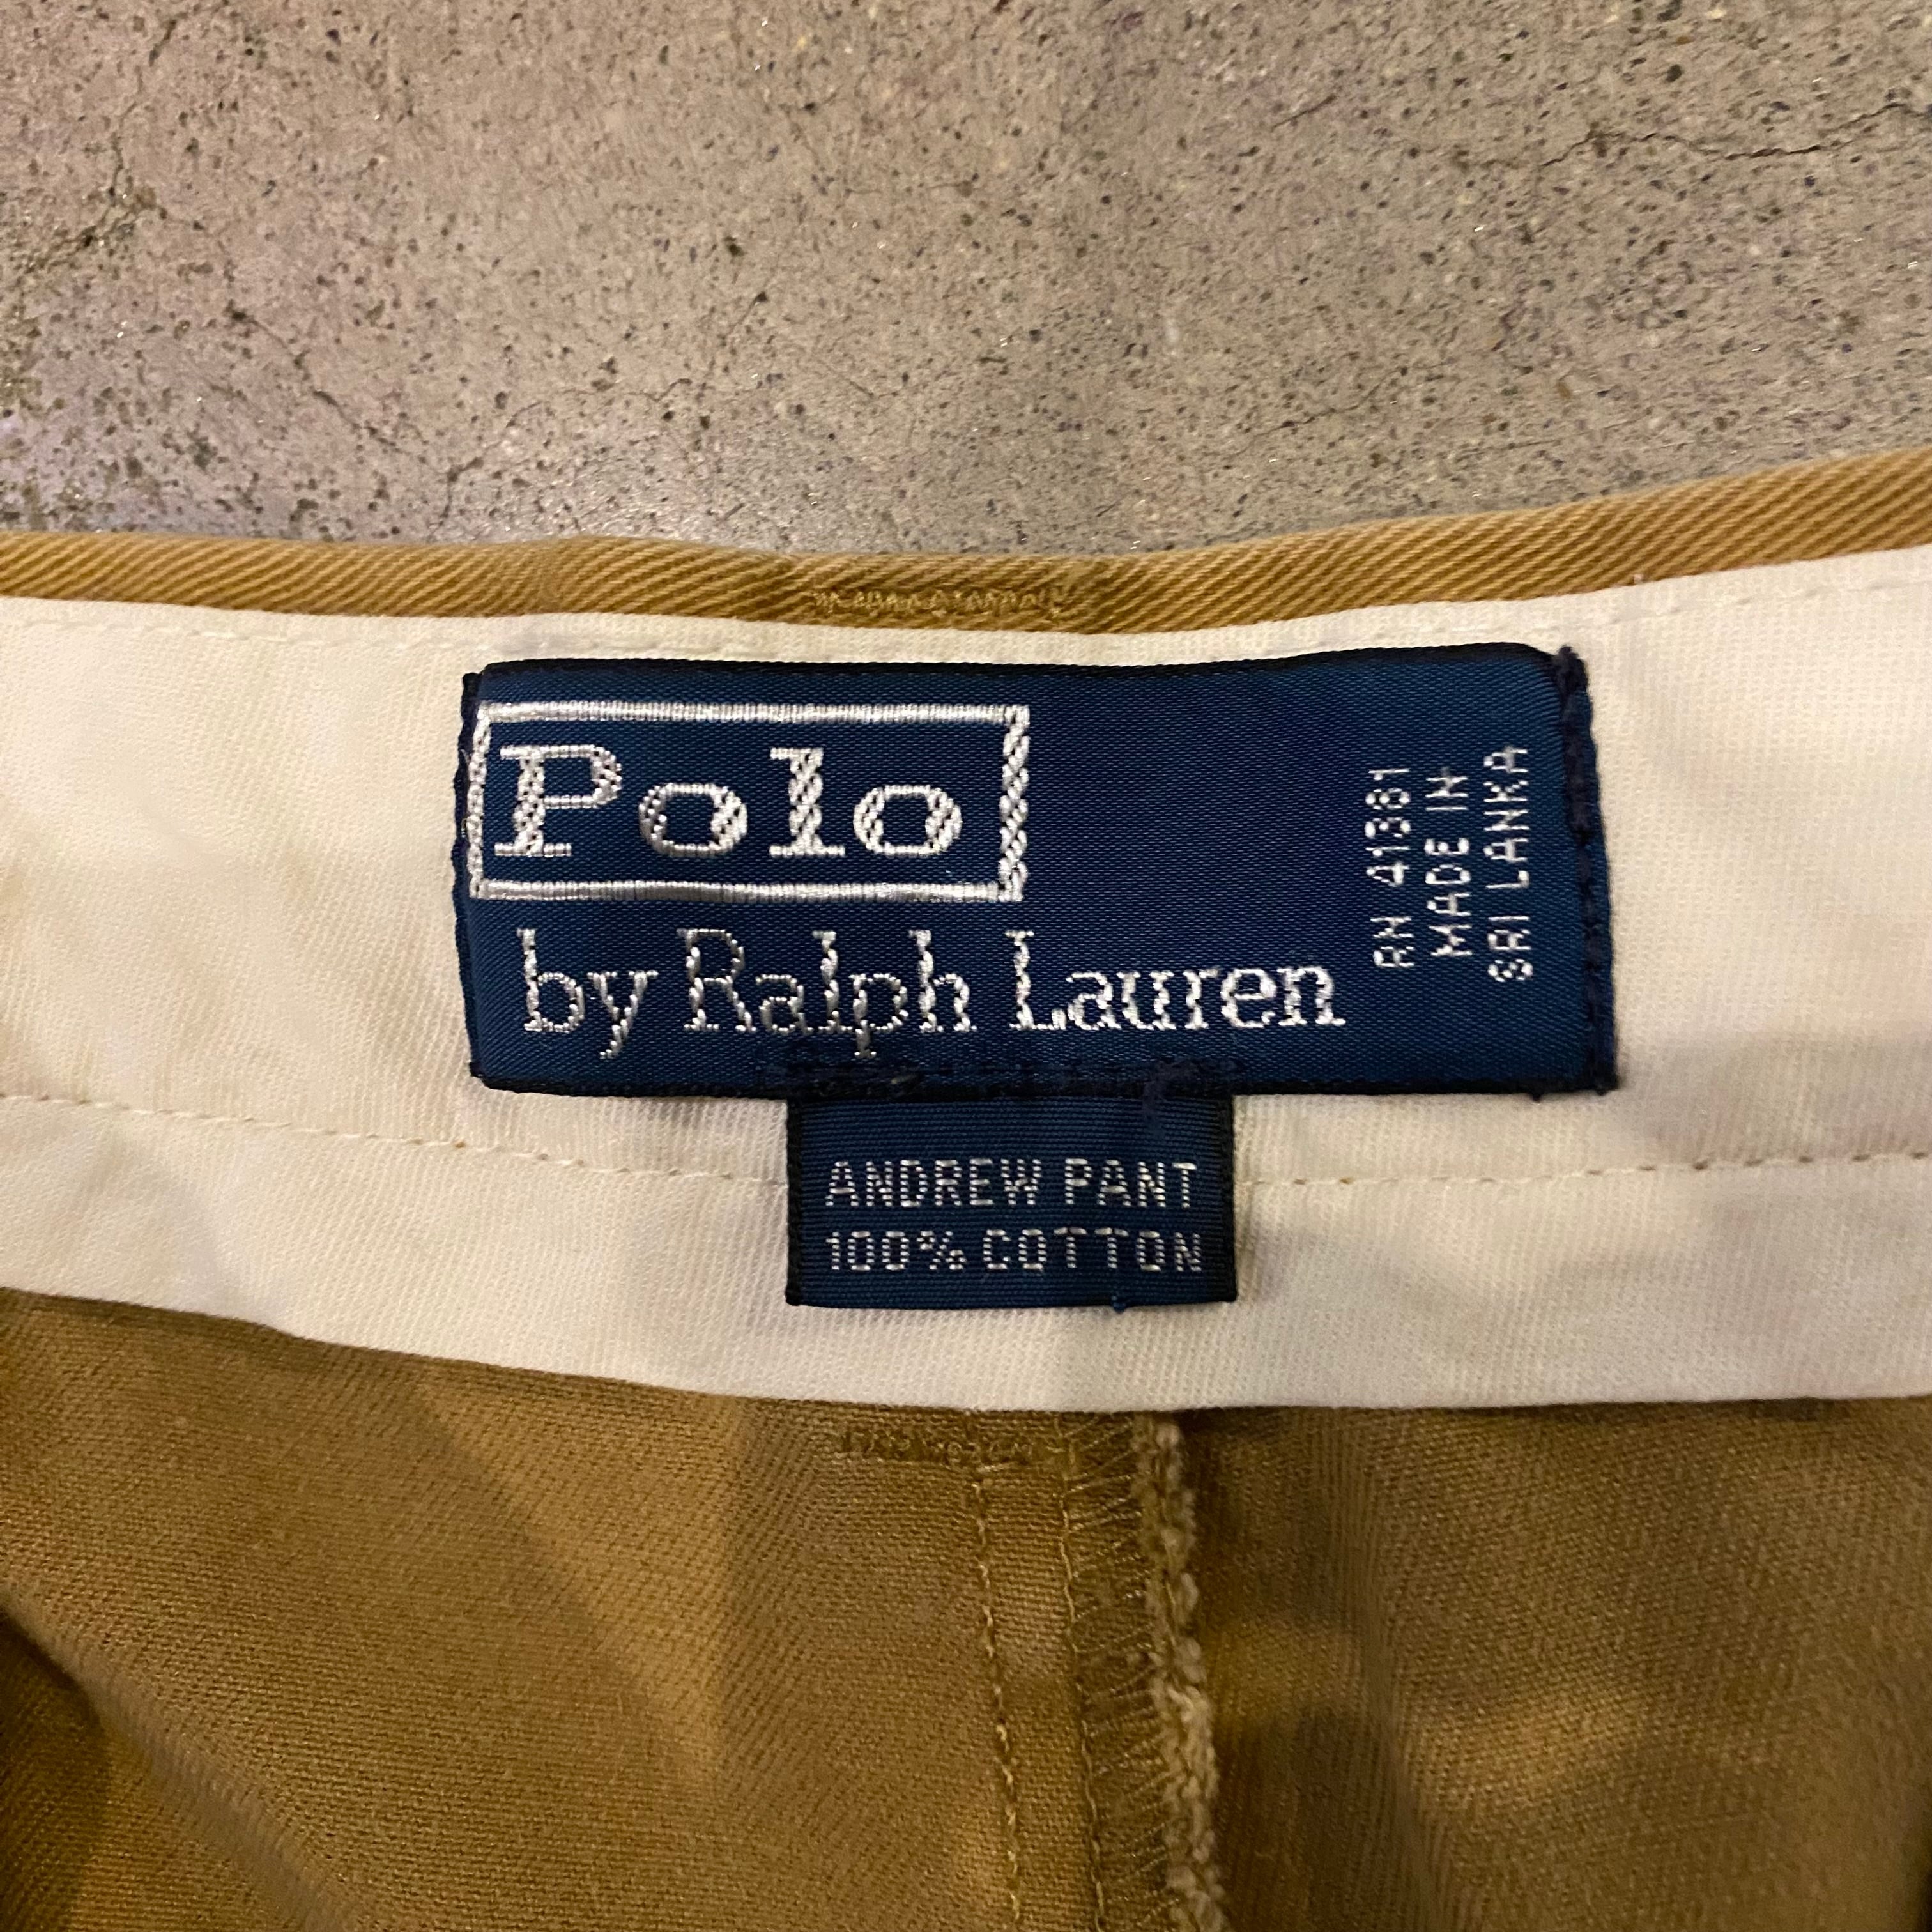 Polo
by Ralph Lauren
RN 41381
MADE IN
SRI LANKA
ANDREW PANT
100% COTTON